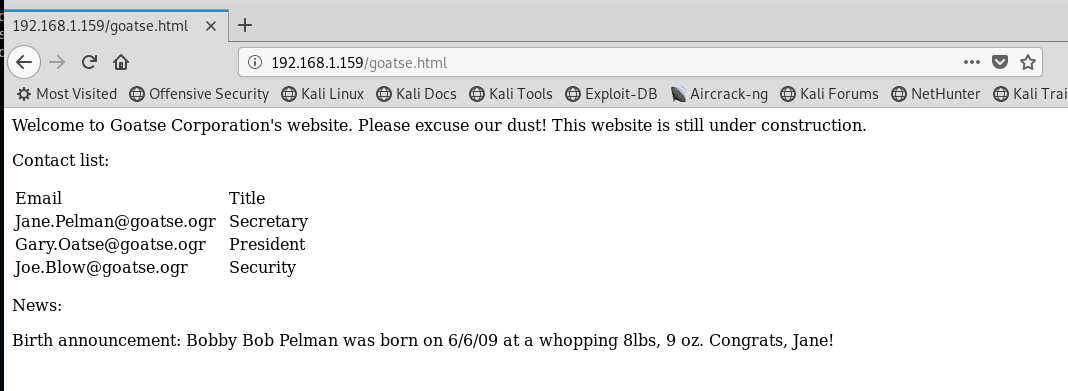 192.168.1.159/goatse.html
192.168.1.159/goatse.html
Most Visited Offensive Security Kali Linux Kali Docs Kali Tools Exploit-DB Aircrack-ng Kali Forums NetHunter Kali Trai
Welcome to Goatse Corporation's website. Please excuse our dust! This website is still under construction.
Contact list:
Email Title
Jane.Pelman@goatse.ogr Secretary
Gary.Oatse@goatse.ogr President
Joe.Blow@goatse.ogr Security
News:
Birth announcement: Bobby Bob Pelman was born on 6/6/09 at a whopping 8lbs, 9 oz. Congrats, Jane!